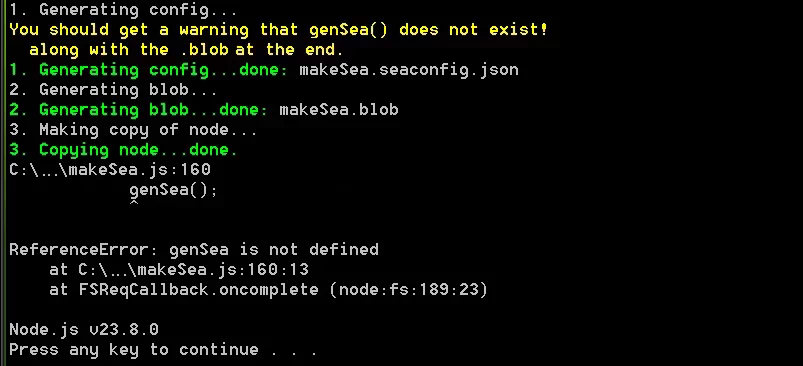 1. Generating config...
You should get a warning that genSea() does not exist!
along with the .blob at the end.
1. Generating config...done: makeSea.seaconfig.json
2. Generating blob...
2. Generating blob...done: makeSea.blob
3. Making copy of node...
3. Copying node...done.
C:\...\makeSea.js:160
genSea();
^
ReferenceError: genSea is not defined
at C:\...\makeSea.js:160:13
at FSReqCallback.oncomplete (node:fs:189:23)
Node.js v23.8.0
Press any key to continue . . .